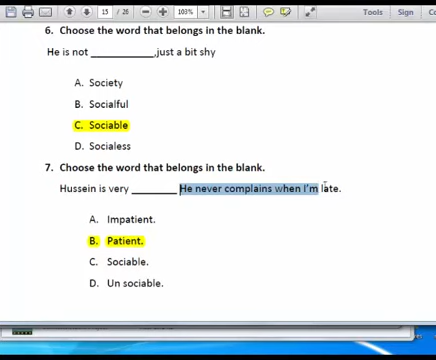 15 / 26
103%
Tools
Sign
6. Choose the word that belongs in the blank.
He is not ____________,just a bit shy
A. Society
B. Socialful
C. Sociable
D. Socialess
7. Choose the word that belongs in the blank.
Hussein is very ________ He never complains when I'm late.
A. Impatient.
B. Patient.
C. Sociable.
D. Un sociable.